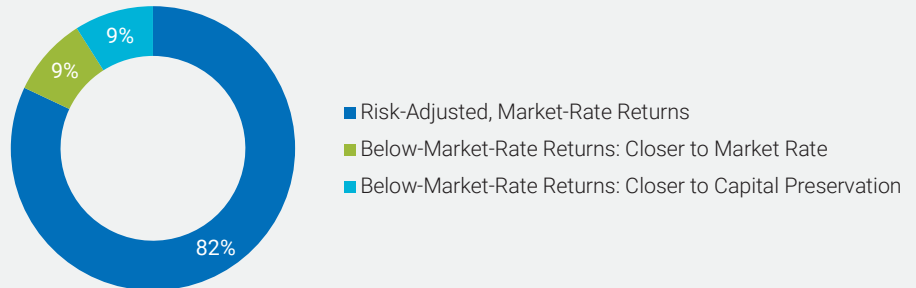 9%
9%
82%
Risk-Adjusted, Market-Rate Returns
Below-Market-Rate Returns: Closer to Market Rate
Below-Market-Rate Returns: Closer to Capital Preservation